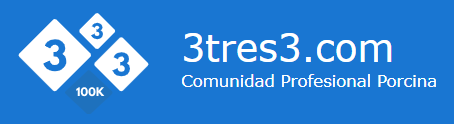 3
3
3
100K
3tres3.com
Comunidad Profesional Porcina